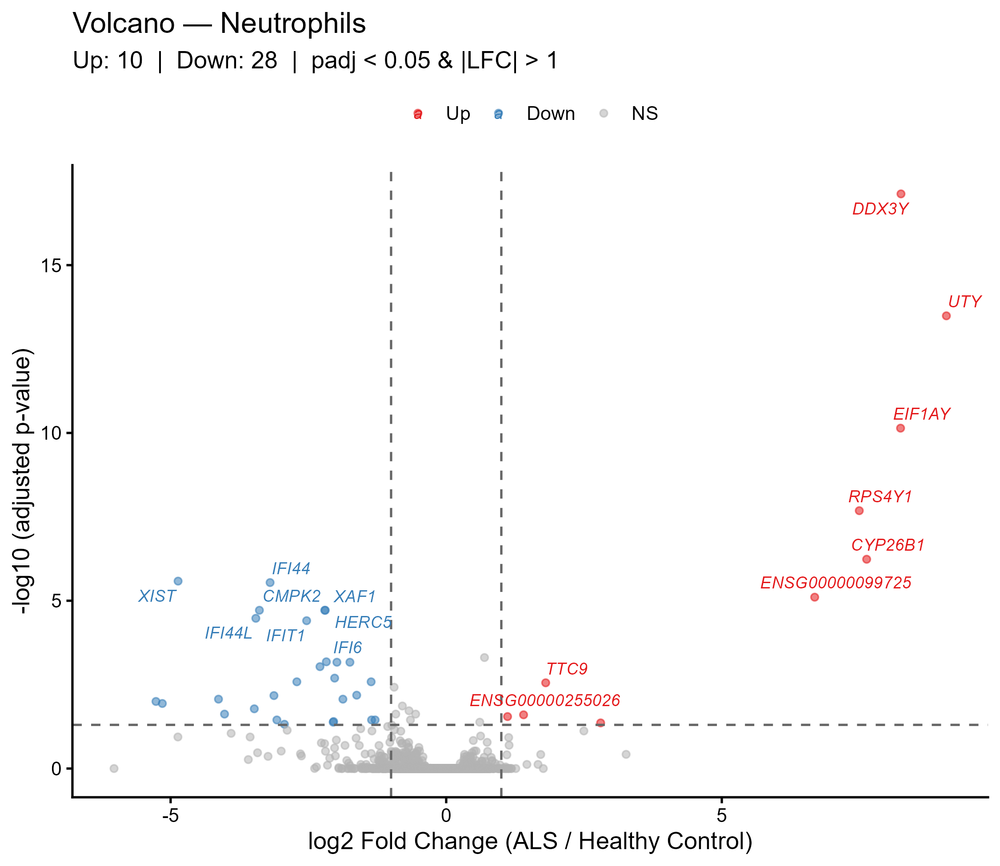 Volcano — Neutrophils
Up: 10 | Down: 28 | padj < 0.05 & |LFC| > 1
a Up a Down NS
DDX3Y
15
UTY
EIF1AY
10
RPS4Y1
CYP26B1
IFI44
ENSG00000099725
XIST
CMPK2
XAF1
5
HERC5
IFI44L
IFIT1
IFI6
TTC9
ENSG00000255026
0
-5
0
5
-log10 (adjusted p-value)
log2 Fold Change (ALS / Healthy Control)